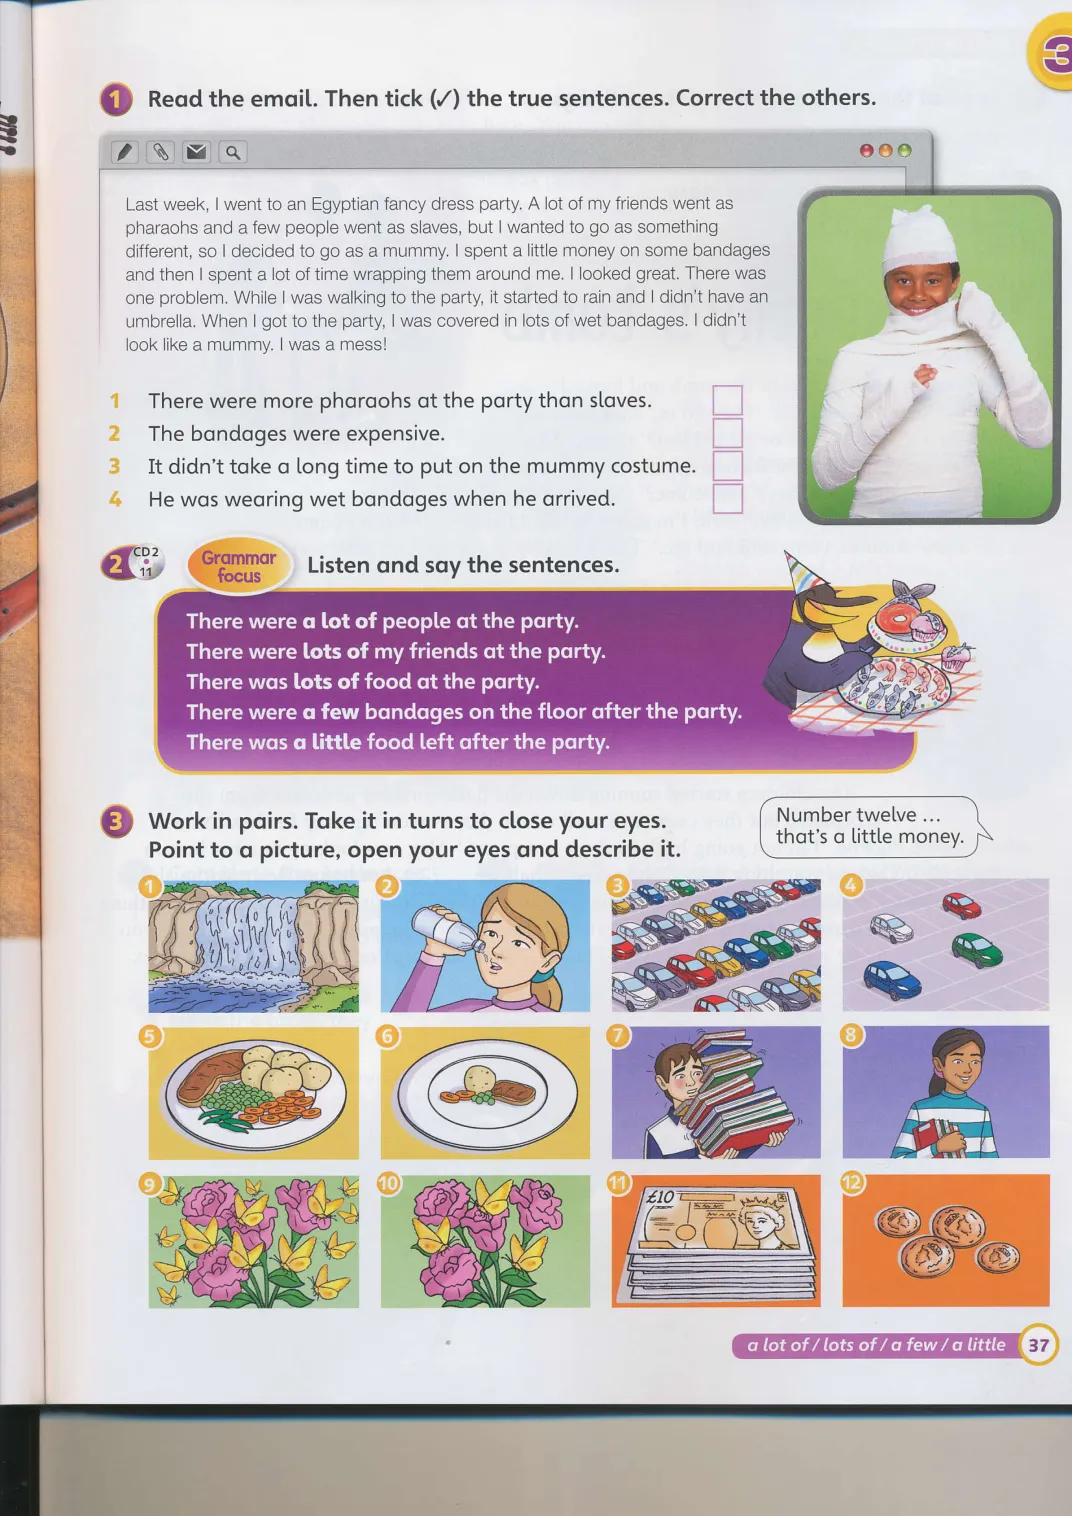 3
1 Read the email. Then tick (✓) the true sentences. Correct the others.
Last week, I went to an Egyptian fancy dress party. A lot of my friends went as
pharaohs and a few people went as slaves, but I wanted to go as something
different, so I decided to go as a mummy. I spent a little money on some bandages
and then I spent a lot of time wrapping them around me. I looked great. There was
one problem. While I was walking to the party, it started to rain and I didn't have an
umbrella. When I got to the party, I was covered in lots of wet bandages. I didn't
look like a mummy. I was a mess!
1 There were more pharaohs at the party than slaves.
2 The bandages were expensive.
3 It didn't take a long time to put on the mummy costume.
4 He was wearing wet bandages when he arrived.
2 CD2 11
Grammar focus
Listen and say the sentences.
There were a lot of people at the party.
There were lots of my friends at the party.
There was lots of food at the party.
There were a few bandages on the floor after the party.
There was a little food left after the party.
3 Work in pairs. Take it in turns to close your eyes.
Point to a picture, open your eyes and describe it.
Number twelve ...
that's a little money.
1
2
3
4
5
6
7
8
9
10
11
£10
12
a lot of / lots of / a few / a little 37